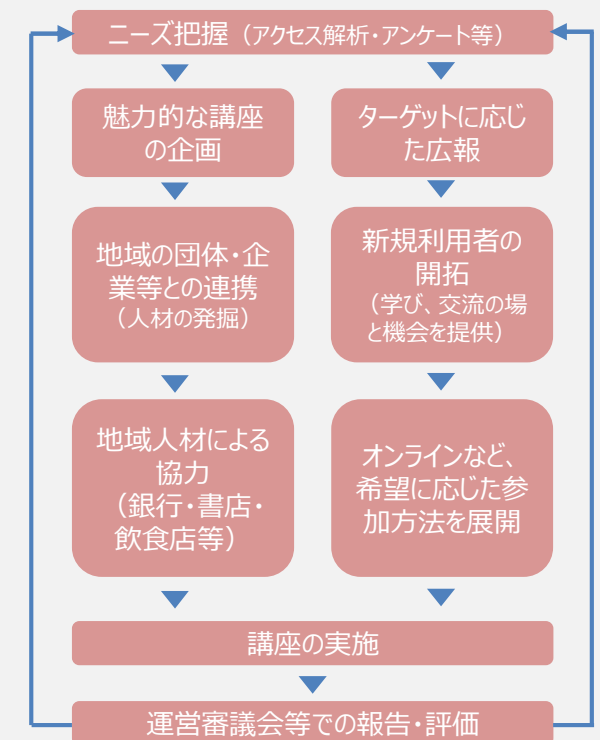 ニーズ把握（アクセス解析・アンケート等）
魅力的な講座
の企画
ターゲットに応じ
た広報
地域の団体・企
業等との連携
（人材の発掘）
新規利用者の
開拓
（学び、交流の場
と機会を提供）
地域人材による
協力
（銀行・書店・
飲食店等）
オンラインなど、
希望に応じた参
加方法を展開
講座の実施
運営審議会等での報告・評価